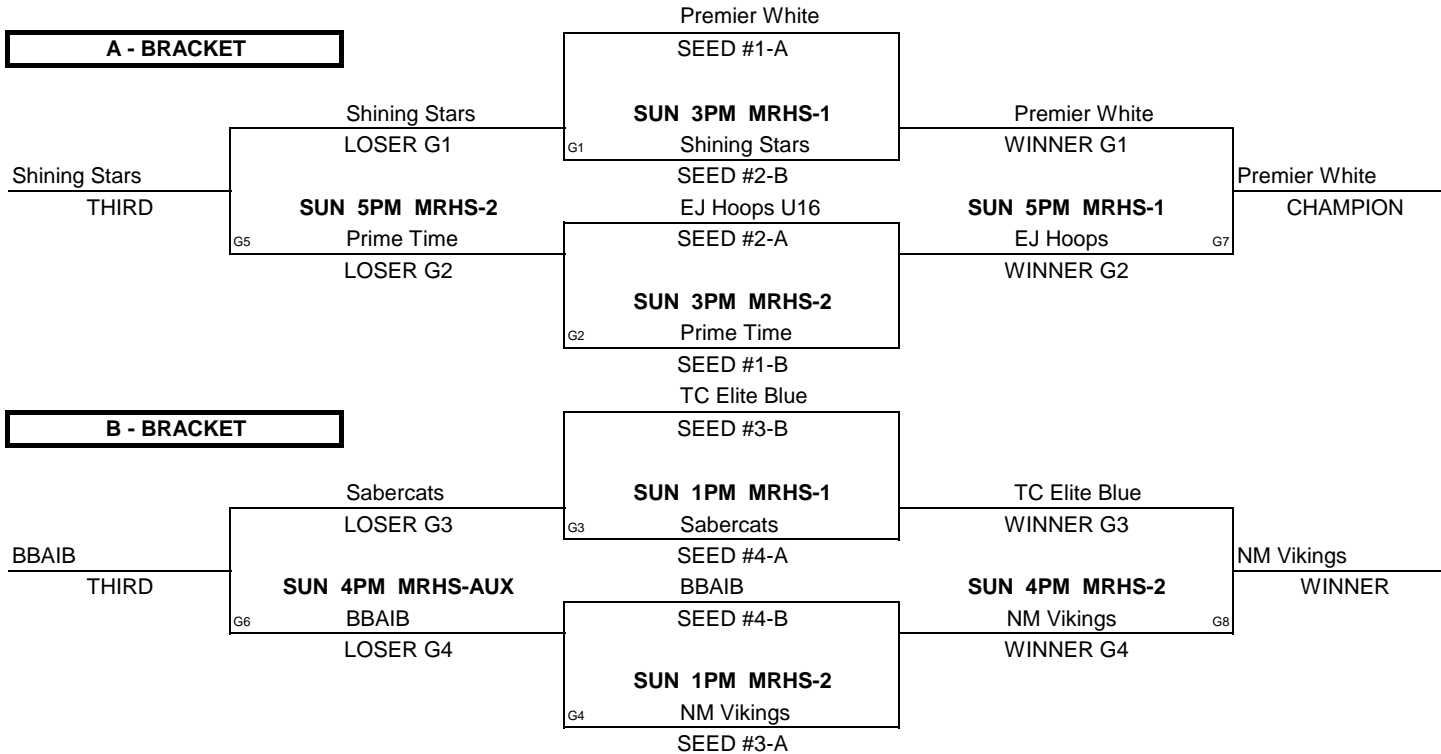 Premier White
A - BRACKET
SEED #1-A
Shining Stars
SUN 3PM MRHS-1
Premier White
LOSER G1
G1
Shining Stars
WINNER G1
Shining Stars
SEED #2-B
Premier White
THIRD
SUN 5PM MRHS-2
EJ Hoops U16
SUN 5PM MRHS-1
CHAMPION
G5
Prime Time
SEED #2-A
EJ Hoops
G7
LOSER G2
WINNER G2
SUN 3PM MRHS-2
G2
Prime Time
SEED #1-B
TC Elite Blue
B - BRACKET
SEED #3-B
Sabercats
SUN 1PM MRHS-1
TC Elite Blue
LOSER G3
G3
Sabercats
WINNER G3
BBAIB
SEED #4-A
NM Vikings
THIRD
SUN 4PM MRHS-AUX
BBAIB
SUN 4PM MRHS-2
WINNER
G6
BBAIB
SEED #4-B
NM Vikings
G8
LOSER G4
WINNER G4
SUN 1PM MRHS-2
G4
NM Vikings
SEED #3-A